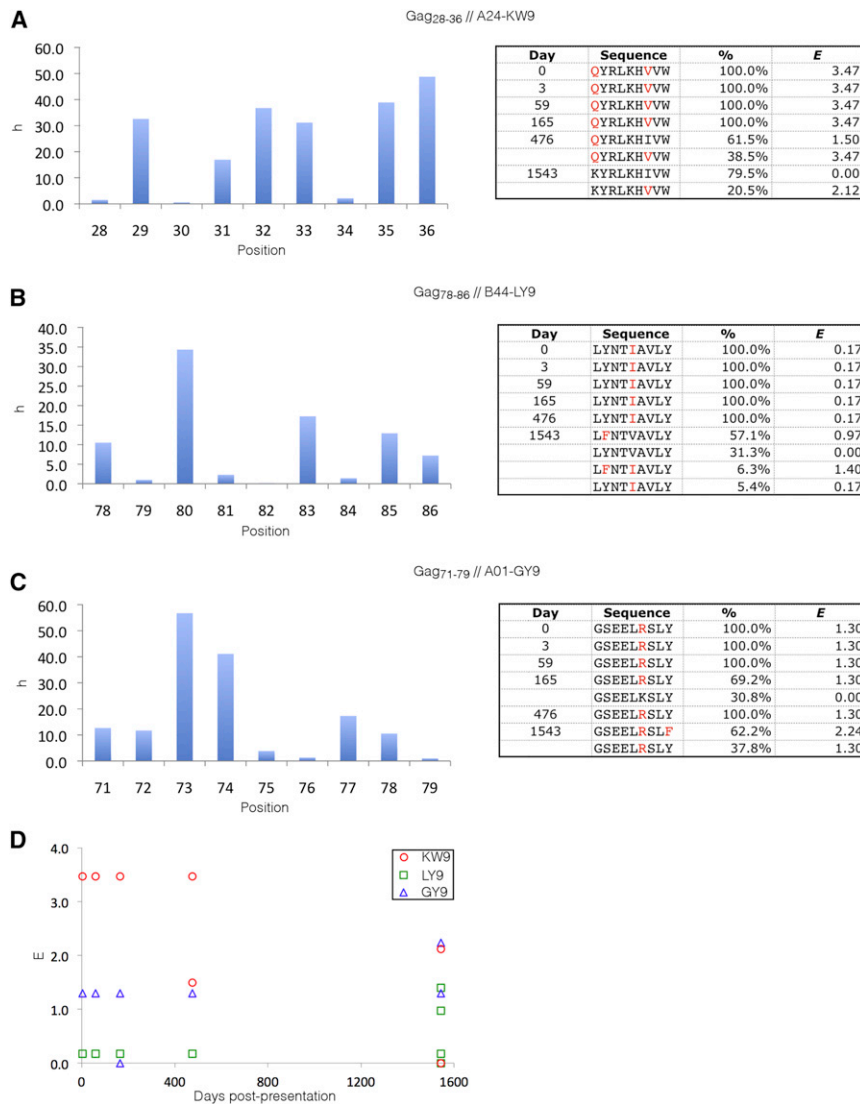 A
Gag28-36 // A24-KW9
60.0
50.0
40.0
30.0
20.0
10.0
0.0
h
28 29 30 31 32 33 34 35 36
Position
Day Sequence % E
0 QYRLKHVVW 100.0% 3.47
3 QYRLKHVVW 100.0% 3.47
59 QYRLKHVVW 100.0% 3.47
165 QYRLKHVVW 100.0% 3.47
476 QYRLKHIVW 61.5% 1.50
QYRLKHVVW 38.5% 3.47
1543 KYRLKHIVW 79.5% 0.00
KYRLKHVVW 20.5% 2.12
B
Gag78-86 // B44-LY9
40.0
35.0
30.0
25.0
20.0
15.0
10.0
5.0
0.0
h
78 79 80 81 82 83 84 85 86
Position
Day Sequence % E
0 LYNTIAVLY 100.0% 0.17
3 LYNTIAVLY 100.0% 0.17
59 LYNTIAVLY 100.0% 0.17
165 LYNTIAVLY 100.0% 0.17
476 LYNTIAVLY 100.0% 0.17
1543 LFNTVAVLY 57.1% 0.97
LYNTVAVLY 31.3% 0.00
LFNTIAVLY 6.3% 1.40
LYNTIAVLY 5.4% 0.17
C
Gag71-79 // A01-GY9
60.0
50.0
40.0
30.0
20.0
10.0
0.0
h
71 72 73 74 75 76 77 78 79
Position
Day Sequence % E
0 GSEELRSLY 100.0% 1.30
3 GSEELRSLY 100.0% 1.30
59 GSEELRSLY 100.0% 1.30
165 GSEELRSLY 69.2% 1.30
GSEELKSLY 30.8% 0.00
476 GSEELRSLY 100.0% 1.30
1543 GSEELRSLF 62.2% 2.24
GSEELRSLY 37.8% 1.30
D
4.0
3.0
2.0
1.0
0.0
E
KW9
LY9
GY9
0 400 800 1200 1600
Days post-presentation